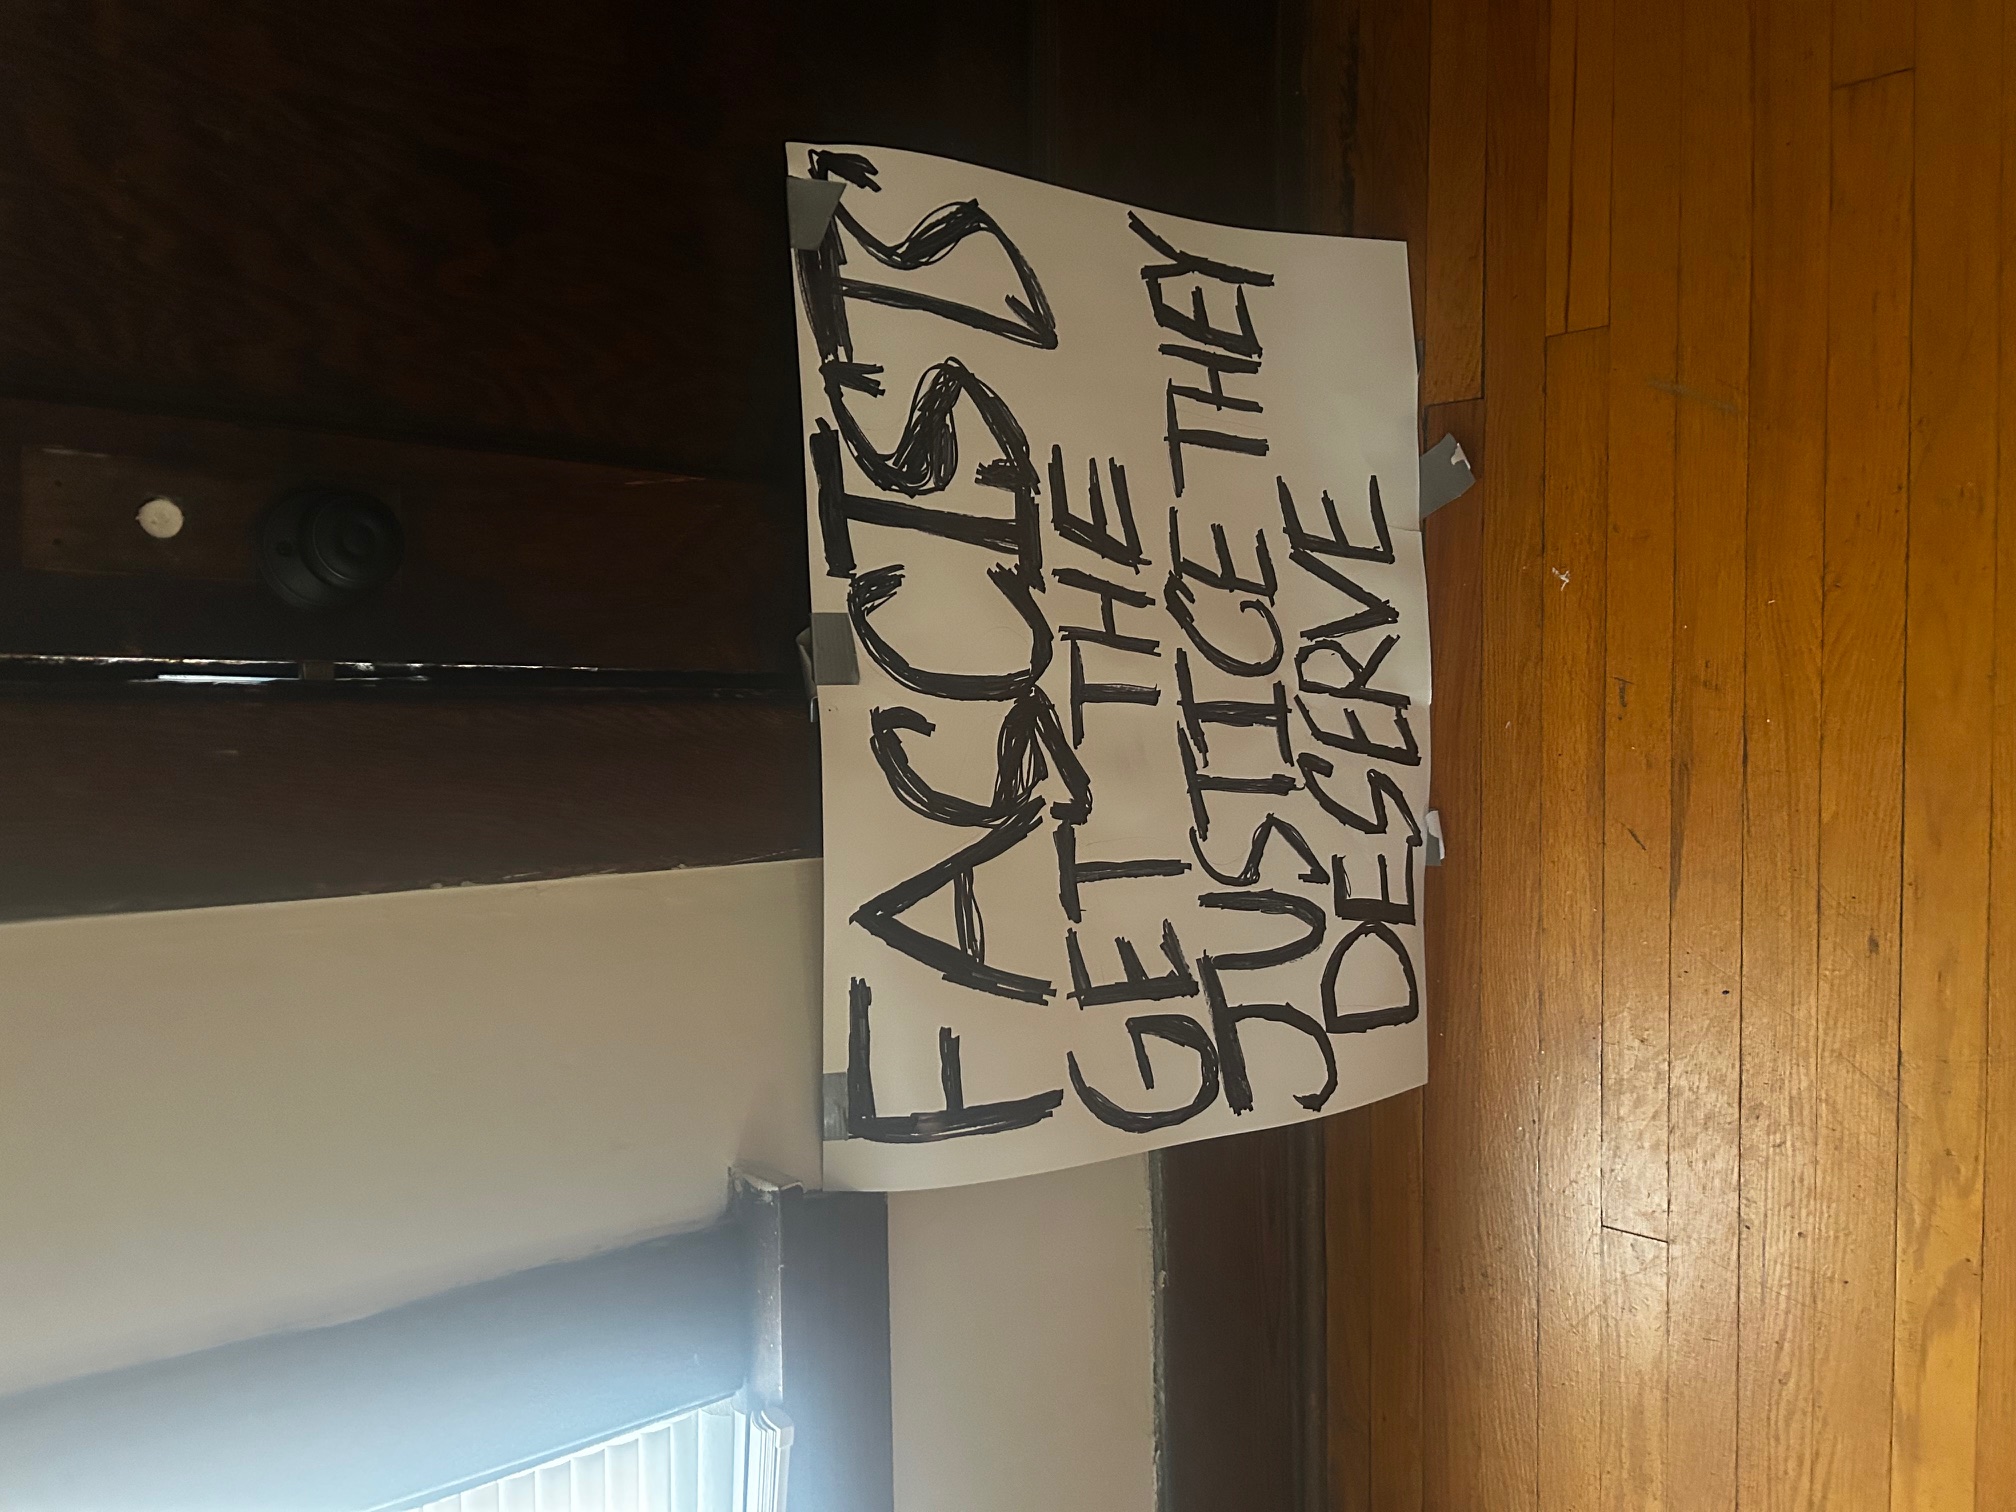 FASCISTS
GET THE
JUSTICE THEY
DESERVE